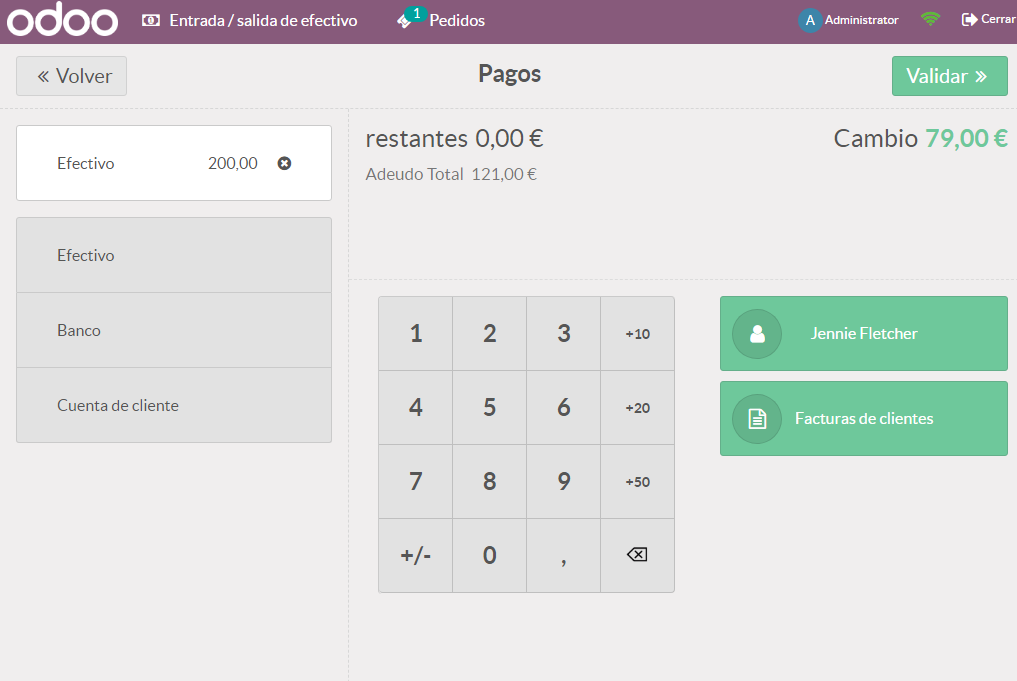 odoo Entrada / salida de efectivo 1 Pedidos A Administrator Cerrar
Volver Pagos Validar
Efectivo 200,00
restantes 0,00 € Cambio 79,00 €
Adeudo Total 121,00 €
Efectivo
Banco
Cuenta de cliente
1 2 3 +10
4 5 6 +20
7 8 9 +50
+/- 0 ,
Jennie Fletcher
Facturas de clientes